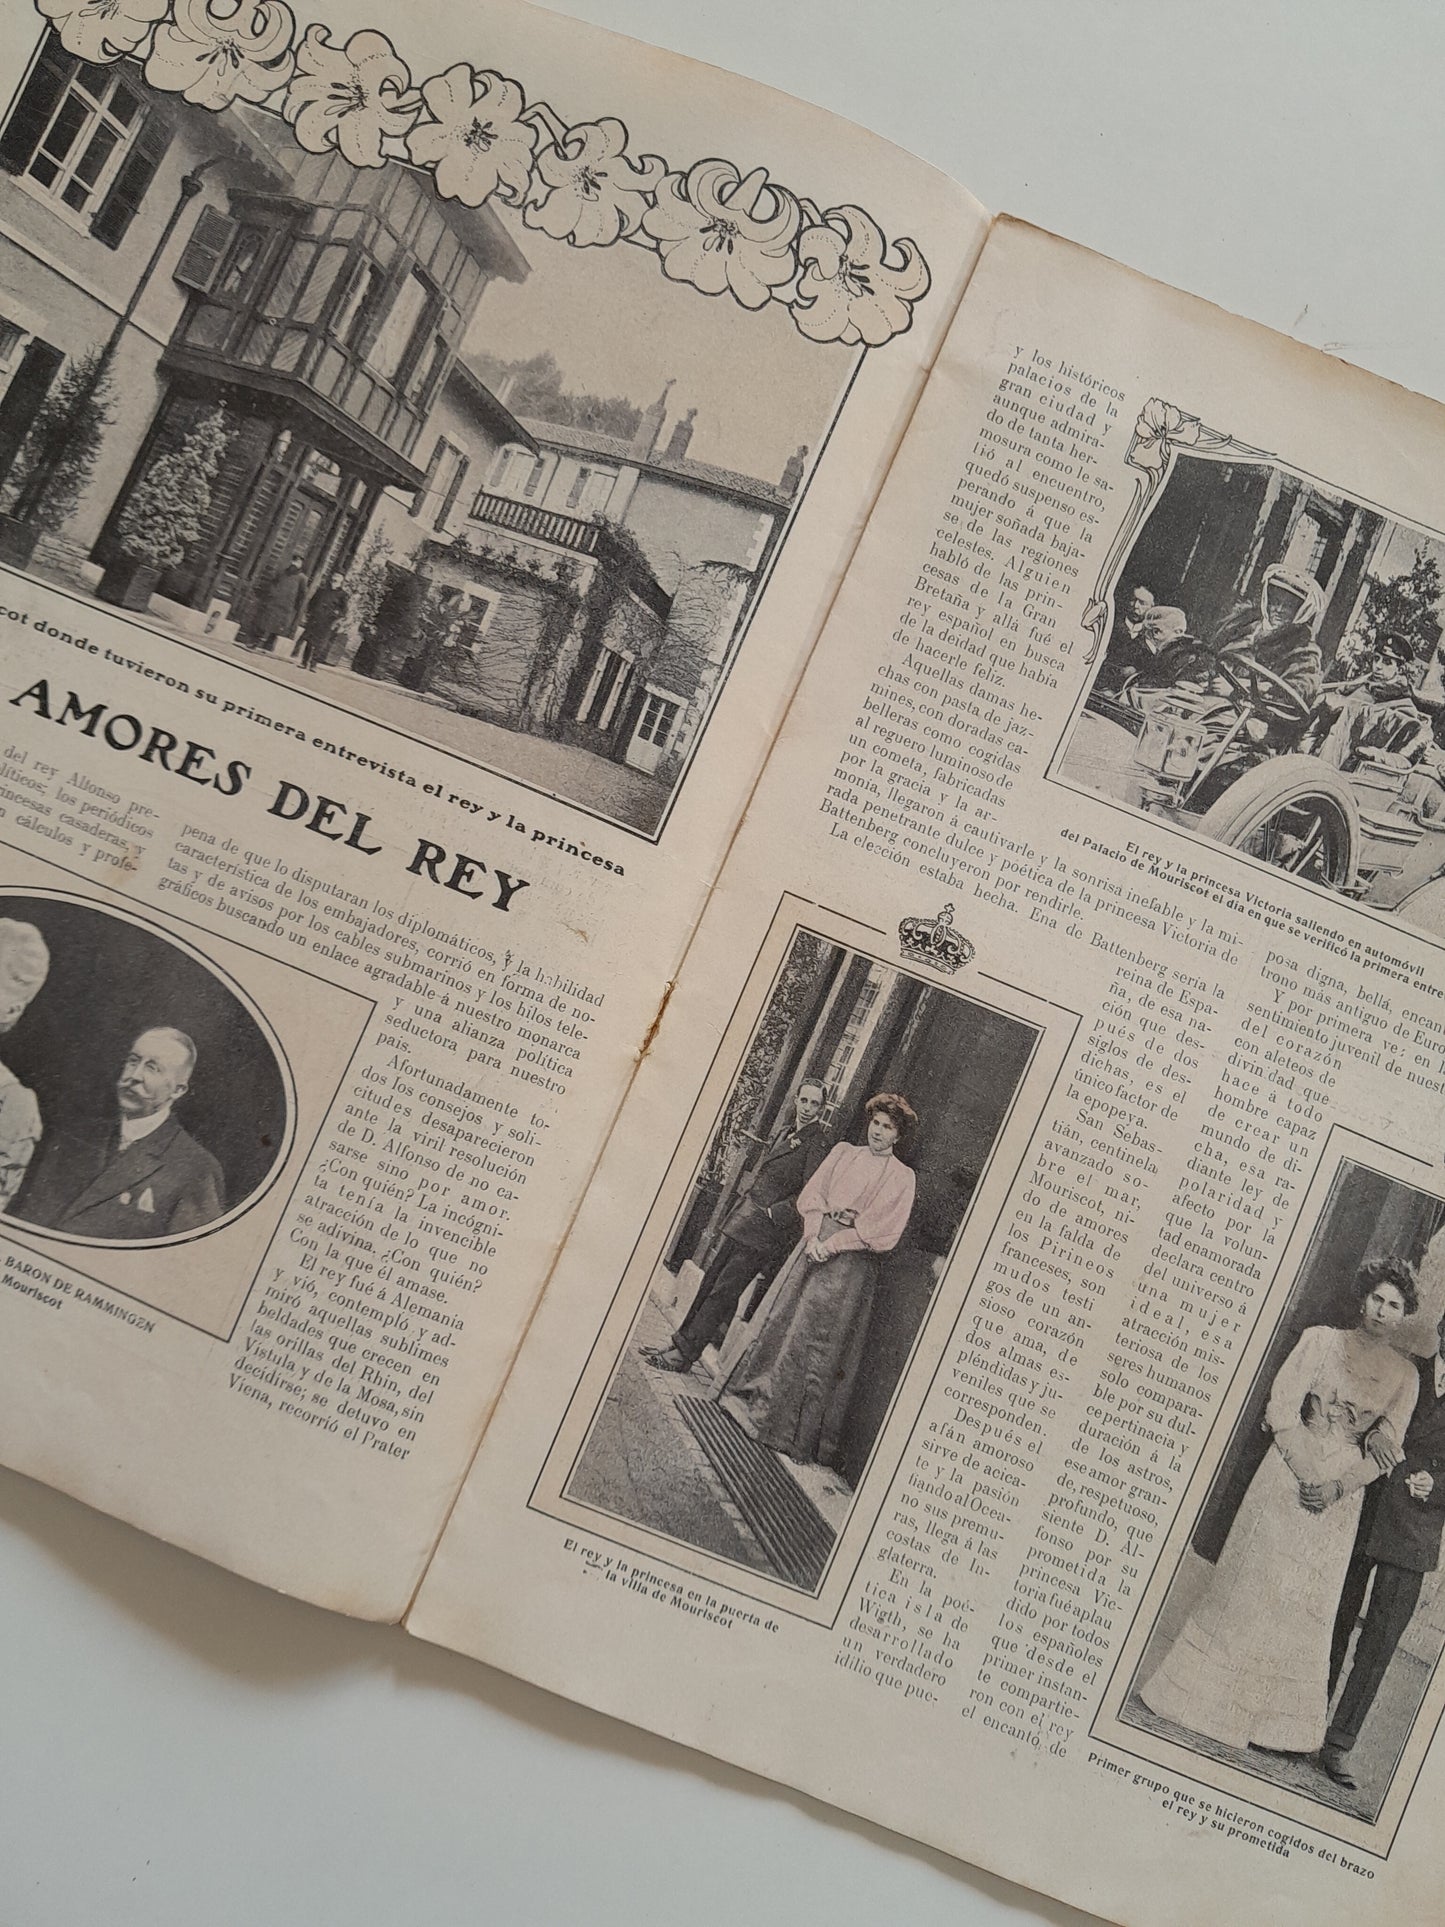 cot donde tuvieron su primera entrevista el rey y la princesa
AMORES DEL REY
del rey Alfonso pre-
líticos; los periódicos
rincesas casaderas, y
n cálculos y profe-
pena de que lo disputaran los diplomáticos, y la habilidad
característica de los embajadores, corrió en forma de no-
tas y de avisos por los cables submarinos y los hilos tele-
gráficos buscando un enlace agradable á nuestro monarca
y una alianza política
seductora para nuestro
país.
Afortunadamente to-
dos los consejos y soli-
citudes desaparecieron
ante la viril resolución
de D. Alfonso de no ca-
sarse sino por amor.
¿Con quién? La incógni-
ta tenía la invencible
atracción de lo que no
se adivina. ¿Con quién?
Con la que él amase.
El rey fué á Alemania
y vió, contempló y ad-
miró aquellas sublimes
beldades que crecen en
las orillas del Rhin, del
Vístula y de la Mosa, sin
decidirse; se detuvo en
Viena, recorrió el Prater
BARON DE RAMMINGEN
Mouriscot
y los históricos
palacios de la
gran ciudad y
aunque admira-
do de tanta her-
mosura como le sa-
lió al encuentro,
quedó suspenso es-
perando á que la
mujer soñada baja-
se de las regiones
celestes. Alguien
habló de las prin-
cesas de la Gran
Bretaña y allá fué el
rey español en busca
de la deidad que había
de hacerle feliz.
Aquellas damas he-
chas con pasta de jaz-
mines, con doradas ca-
belleras como cogidas
al reguero luminoso de
un cometa, fabricadas
por la gracia y la ar-
monía, llegaron á cautivarle y la sonrisa inefable y la mi-
rada penetrante dulce y poética de la princesa Victoria de
Battenberg concluyeron por rendirle.
La elección estaba hecha. Ena de Battenberg sería la
reina de Espa-
ña, de esa na-
ción que des-
pués de dos
siglos de des-
dichas, es el
único factor de
la epopeya.
San Sebas-
tián, centinela
avanzado so-
bre el mar,
Mouriscot, ni-
do de amores
en la falda de
los Pirineos
franceses, son
mudos testi
gos de un an-
sioso corazón
que ama, de
dos almas es-
pléndidas y ju-
veniles que se
corresponden.
Después el
afán amoroso
sirve de acica-
te y la pasión
fiando al Ocea-
no sus premu-
ras, llega á las
costas de In-
glaterra.
En la poé-
tica isla de
Wigth, se ha
desarrollado
un verdadero
idilio que pue-
El rey y la princesa Victoria saliendo en automóvil
del Palacio de Mouriscot el día en que se verificó la primera entre
posa digna, bella, encan
trono más antiguo de Euro
Y por primera vez en l
sentimiento juvenil de nuest
del corazón
con aleteos de
divinidad que
hace á todo
hombre capaz
de crear un
mundo de di-
cha, esa ra-
diante ley de
polaridad y
afecto por la
que la volun-
tad enamorada
declara centro
del universo á
una mujer
ideal, esa
atracción mis-
teriosa de los
seres humanos
solo compara-
ble por su dul-
ce pertinacia y
duración á la
de los astros,
ese amor gran-
de, respetuoso,
profundo, que
siente D. Al-
fonso por su
prometida la
princesa Vic-
toria fué aplau
dido por todos
los españoles
que desde el
primer instan-
te compartie-
ron con el rey
el encanto de
El rey y la princesa en la puerta de
la villa de Mouriscot
Primer grupo que se hicieron cogidos del brazo
el rey y su prometida